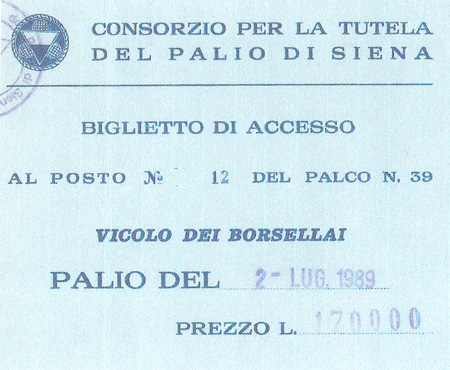 CONSORZIO PER LA TUTELA
DEL PALIO DI SIENA
BIGLIETTO DI ACCESSO
AL POSTO № 12 DEL PALCO N. 39
VICOLO DEI BORSELLAI
PALIO DEL 2- LUG. 1989
PREZZO L. 170000